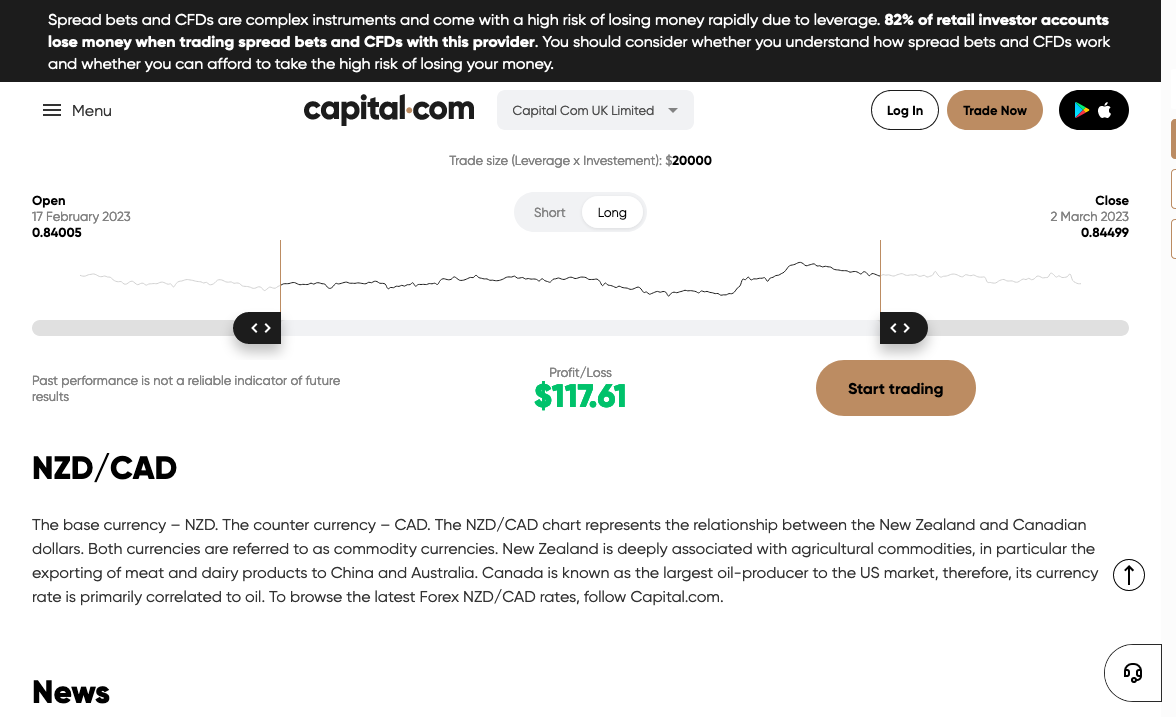 Spread bets and CFDs are complex instruments and come with a high risk of losing money rapidly due to leverage. 82% of retail investor accounts
lose money when trading spread bets and CFDs with this provider. You should consider whether you understand how spread bets and CFDs work
and whether you can afford to take the high risk of losing your money.
Menu
capital.com
Capital Com UK Limited
Log In
Trade Now
Trade size (Leverage x Investement): $20000
Open
17 February 2023
0.84005
Short
Long
Close
2 March 2023
0.84499
Past performance is not a reliable indicator of future
results
Profit/Loss
$117.61
Start trading
NZD/CAD
The base currency – NZD. The counter currency – CAD. The NZD/CAD chart represents the relationship between the New Zealand and Canadian
dollars. Both currencies are referred to as commodity currencies. New Zealand is deeply associated with agricultural commodities, in particular the
exporting of meat and dairy products to China and Australia. Canada is known as the largest oil-producer to the US market, therefore, its currency
rate is primarily correlated to oil. To browse the latest Forex NZD/CAD rates, follow Capital.com.
News